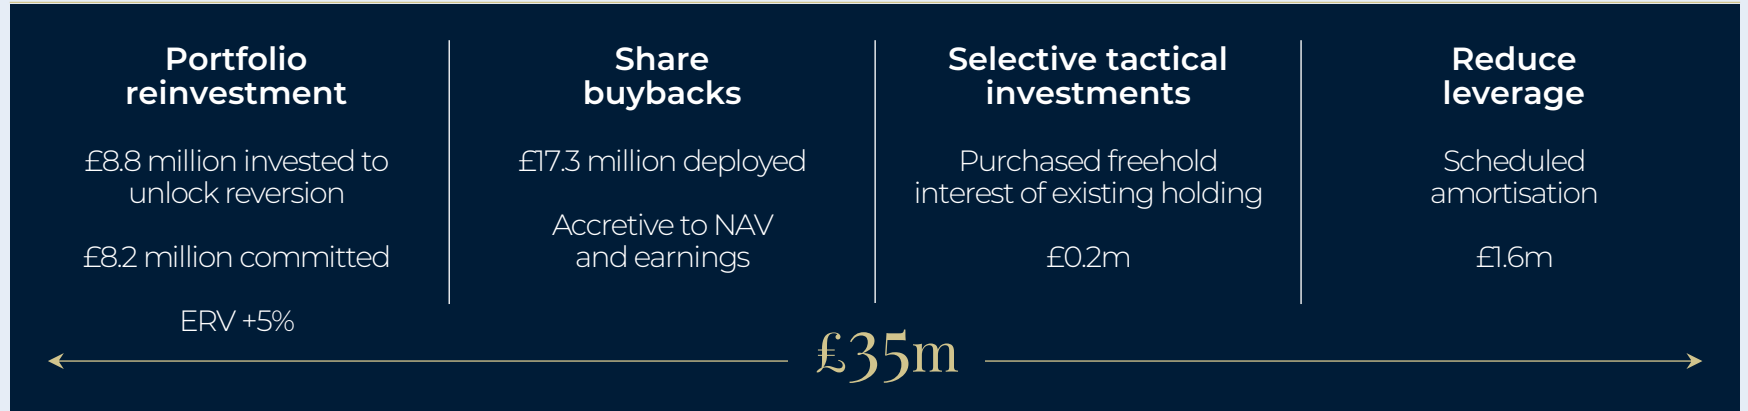 Portfolio
reinvestment
£8.8 million invested to
unlock reversion
£8.2 million committed
ERV +5%
Share
buybacks
£17.3 million deployed
Accretive to NAV
and earnings
Selective tactical
investments
Purchased freehold
interest of existing holding
£0.2m
Reduce
leverage
Scheduled
amortisation
£1.6m
£35m